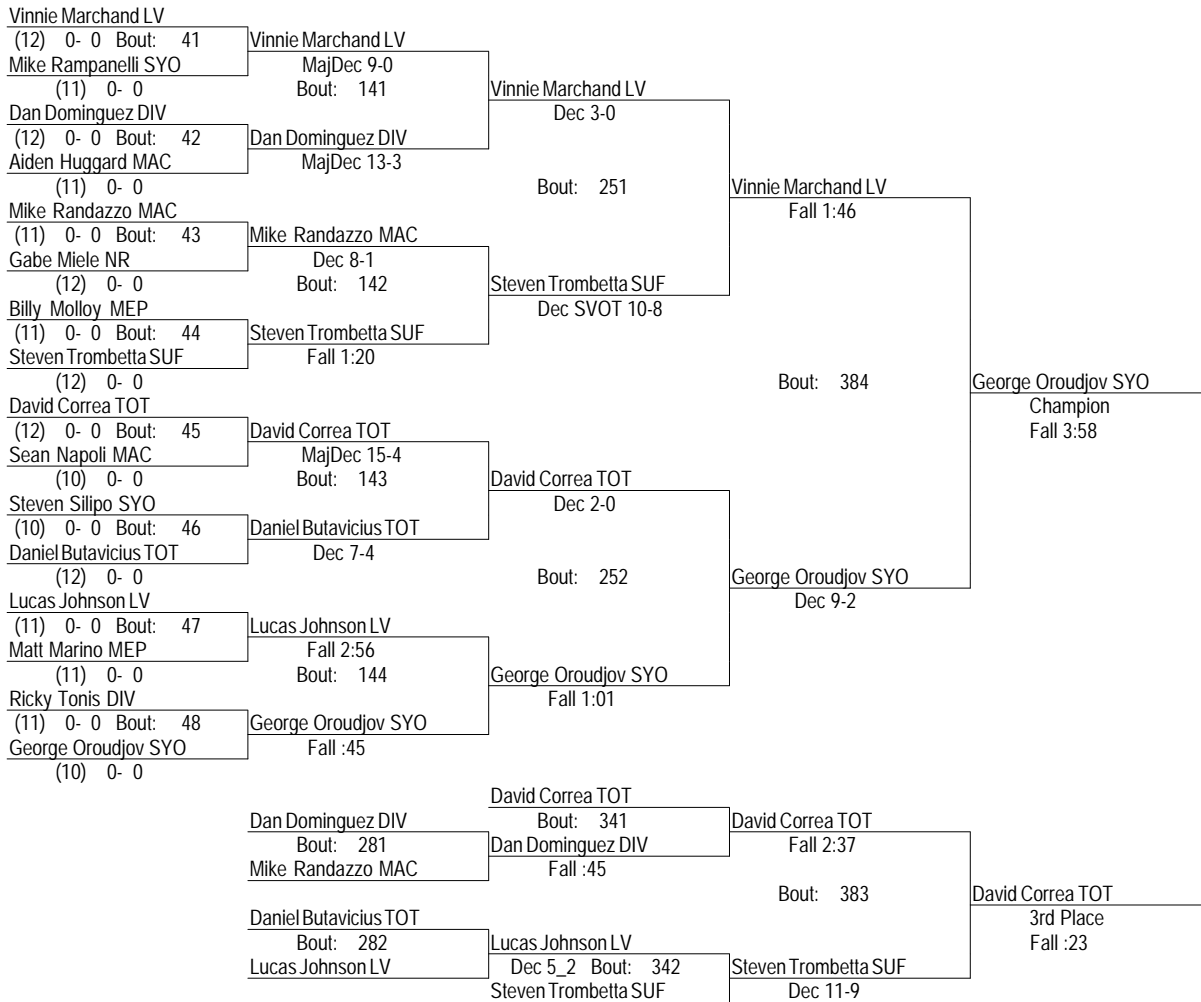 Vinnie Marchand LV
(12) 0- 0 Bout: 41 Vinnie Marchand LV
Mike Rampanelli SYO MajDec 9-0
(11) 0- 0 Bout: 141 Vinnie Marchand LV
Dan Dominguez DIV Dec 3-0
(12) 0- 0 Bout: 42 Dan Dominguez DIV
Aiden Huggard MAC MajDec 13-3
(11) 0- 0 Bout: 251 Vinnie Marchand LV
Mike Randazzo MAC Fall 1:46
(11) 0- 0 Bout: 43 Mike Randazzo MAC
Gabe Miele NR Dec 8-1
(12) 0- 0 Bout: 142 Steven Trombetta SUF
Billy Molloy MEP Dec SVOT 10-8
(11) 0- 0 Bout: 44 Steven Trombetta SUF
Steven Trombetta SUF Fall 1:20
(12) 0- 0 Bout: 384 George Oroudjov SYO
David Correa TOT Champion
(12) 0- 0 Bout: 45 David Correa TOT Fall 3:58
Sean Napoli MAC MajDec 15-4
(10) 0- 0 Bout: 143 David Correa TOT
Steven Silipo SYO Dec 2-0
(10) 0- 0 Bout: 46 Daniel Butavicius TOT
Daniel Butavicius TOT Dec 7-4
(12) 0- 0 Bout: 252 George Oroudjov SYO
Lucas Johnson LV Dec 9-2
(11) 0- 0 Bout: 47 Lucas Johnson LV
Matt Marino MEP Fall 2:56
(11) 0- 0 Bout: 144 George Oroudjov SYO
Ricky Tonis DIV Fall 1:01
(11) 0- 0 Bout: 48 George Oroudjov SYO
George Oroudjov SYO Fall :45
(10) 0- 0
David Correa TOT
Dan Dominguez DIV Bout: 341 David Correa TOT
Bout: 281 Dan Dominguez DIV Fall 2:37
Mike Randazzo MAC Fall :45
Bout: 383 David Correa TOT
Daniel Butavicius TOT 3rd Place
Bout: 282 Lucas Johnson LV Fall :23
Lucas Johnson LV Dec 5_2 Bout: 342 Steven Trombetta SUF
Steven Trombetta SUF Dec 11-9